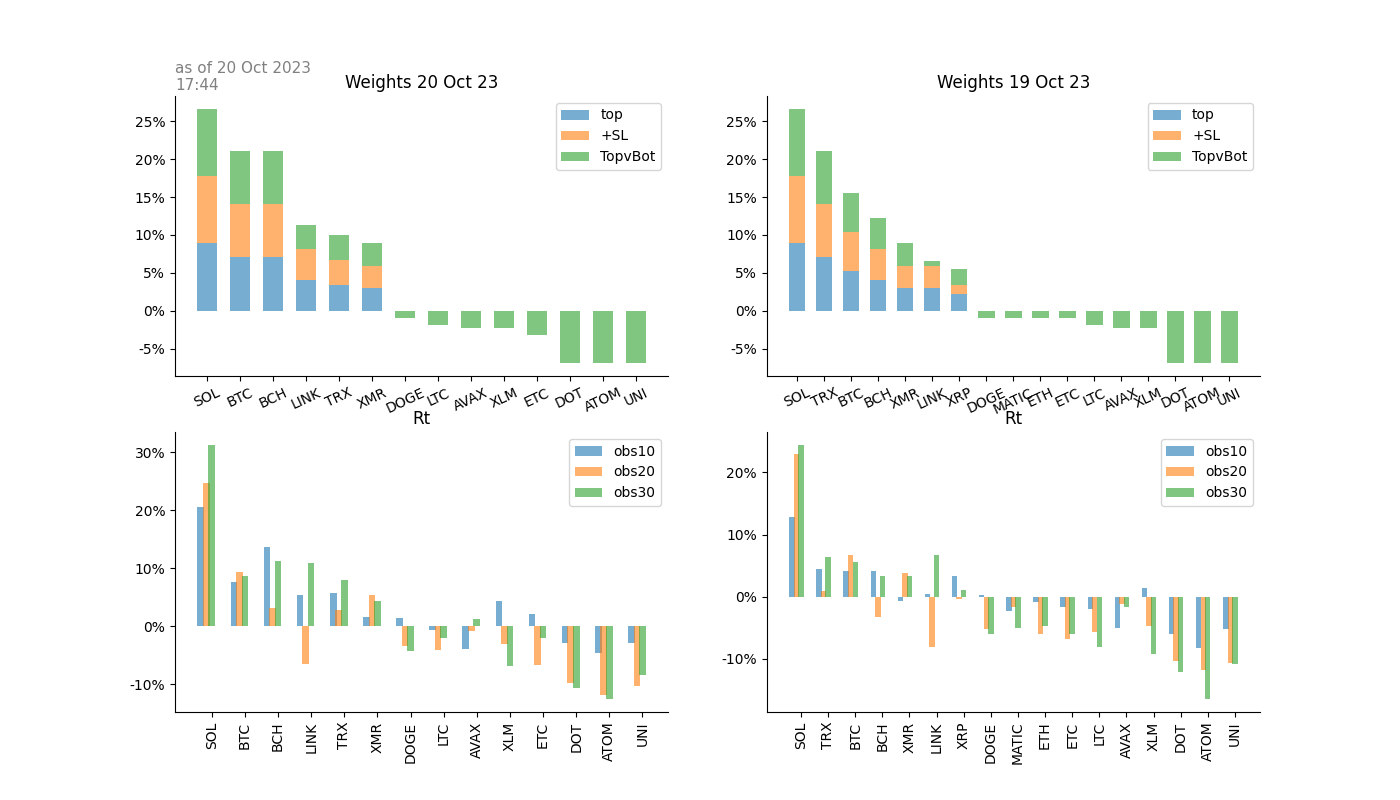 as of 20 Oct 2023
17:44
Weights 20 Oct 23
25%
20%
15%
10%
5%
0%
-5%
top
+SL
TopvBot
SOL BTC BCH LINK TRX XMR DOGE LTC AVAX XLM ETC DOT ATOM UNI
Weights 19 Oct 23
25%
20%
15%
10%
5%
0%
-5%
top
+SL
TopvBot
SOL TRX BTC BCH XMR LINK XRP DOGE MATIC ETH ETC LTC AVAX XLM DOT ATOM UNI
Rt
30%
20%
10%
0%
-10%
obs10
obs20
obs30
SOL BTC BCH LINK TRX XMR DOGE LTC AVAX XLM ETC DOT ATOM UNI
Rt
20%
10%
0%
-10%
obs10
obs20
obs30
SOL TRX BTC BCH XMR LINK XRP DOGE MATIC ETH ETC LTC AVAX XLM DOT ATOM UNI